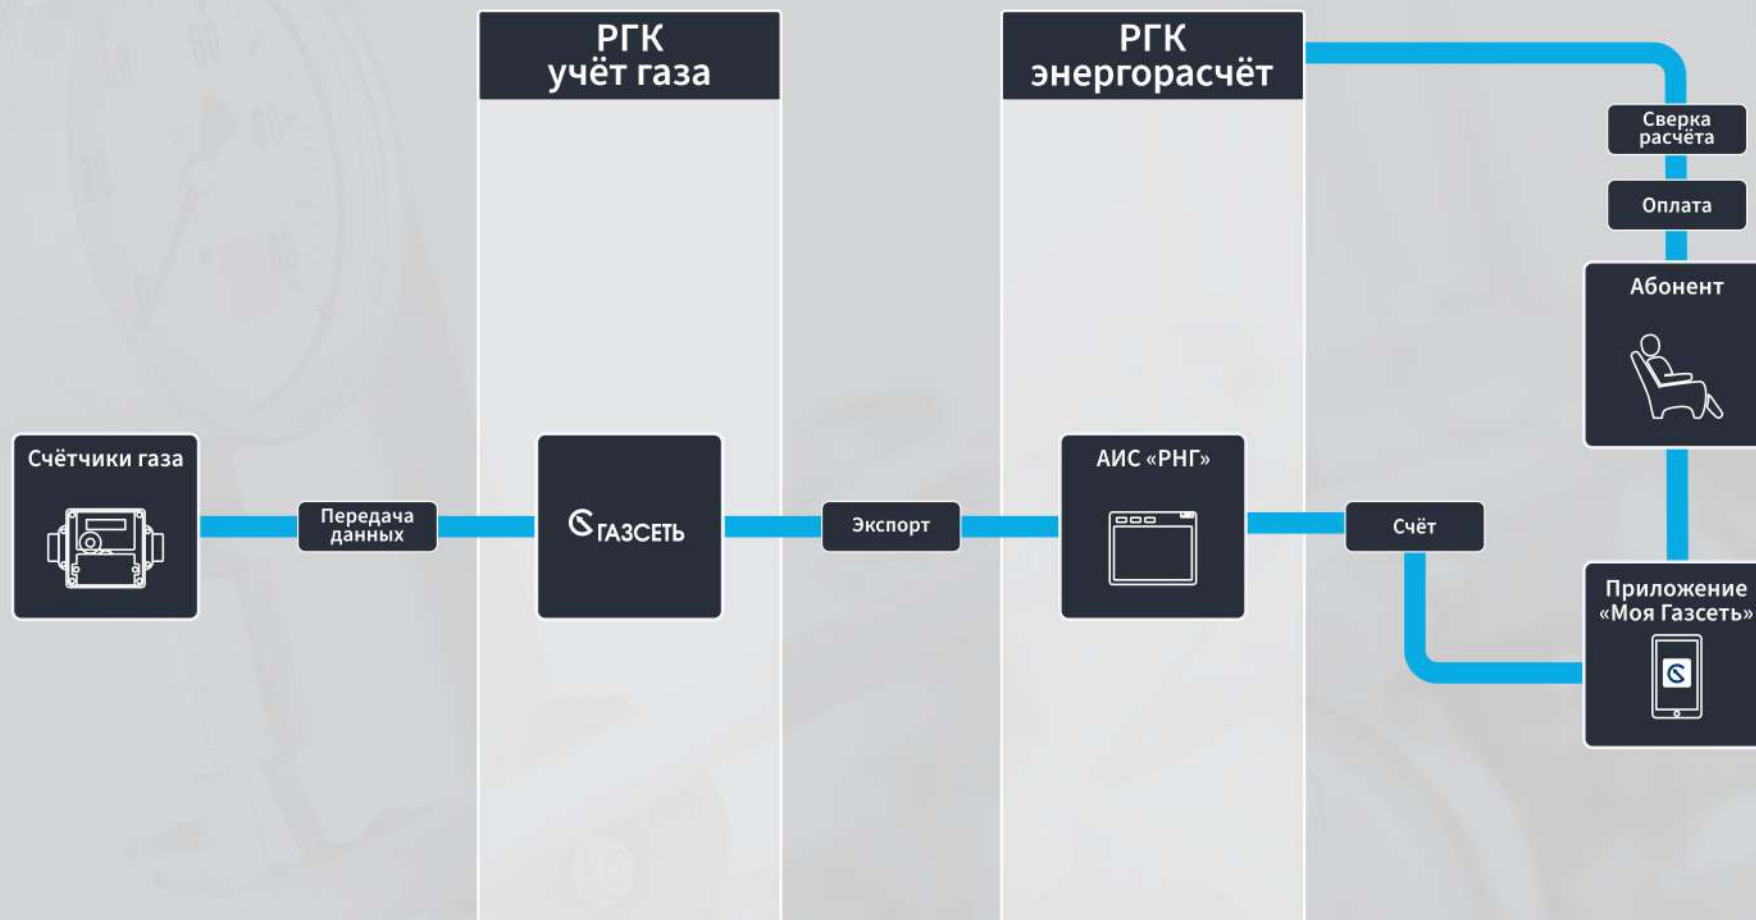 РГК
учёт газа
РГК
энергорасчёт
Сверка
расчёта
Оплата
Абонент
Счётчики газа
Передача
данных
ГАЗСЕТЬ
Экспорт
АИС «РНГ»
Счёт
Приложение
«Моя Газсеть»